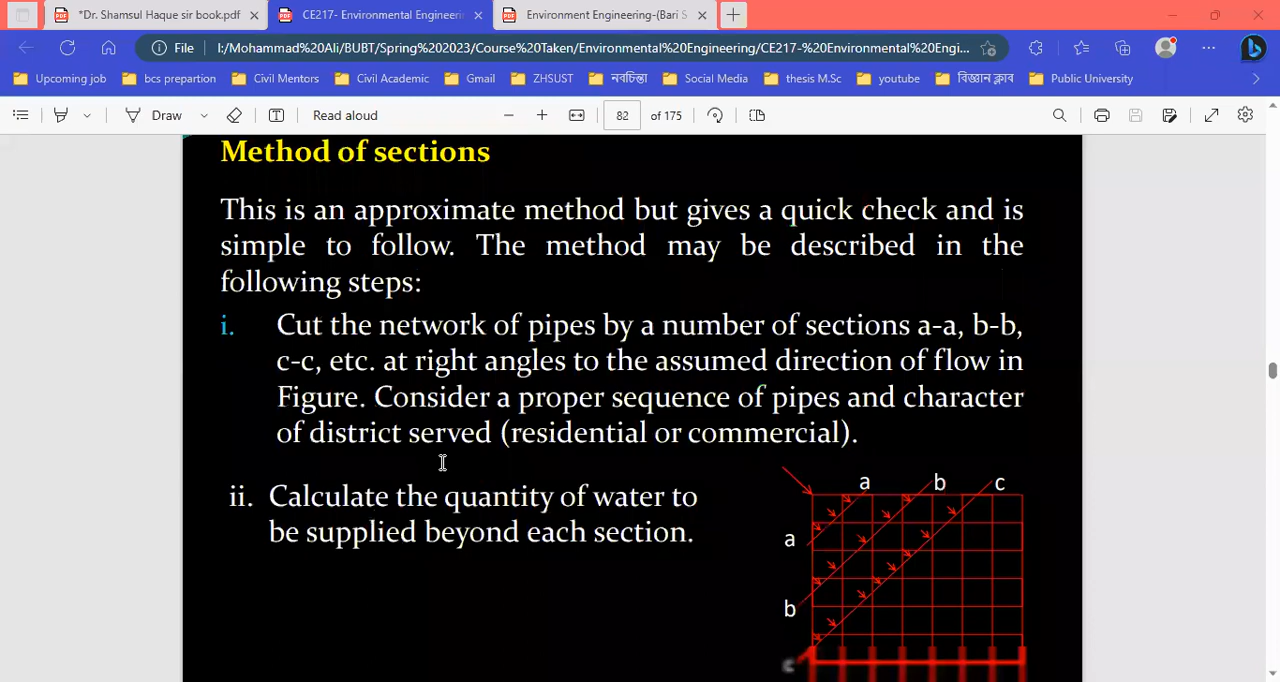 *Dr. Shamsul Haque sir book.pdf
CE217- Environmental Engineerin
Environment Engineering-(Bari S
File
I:/Mohammad%20Ali/BUBT/Spring%202023/Course%20Taken/Environmental%20Engineering/CE217-%20Environmental%20Engi...
Upcoming job
bcs prepartion
Civil Mentors
Civil Academic
Gmail
ZHSUST
নবচিন্তা
Social Media
thesis M.Sc
youtube
বিজ্ঞান ক্লাব
Public University
Draw
Read aloud
82
of 175
Method of sections
This is an approximate method but gives a quick check and is
simple to follow. The method may be described in the
following steps:
i. Cut the network of pipes by a number of sections a-a, b-b,
c-c, etc. at right angles to the assumed direction of flow in
Figure. Consider a proper sequence of pipes and character
of district served (residential or commercial).
ii. Calculate the quantity of water to
be supplied beyond each section.
a
b
c
a
b
c